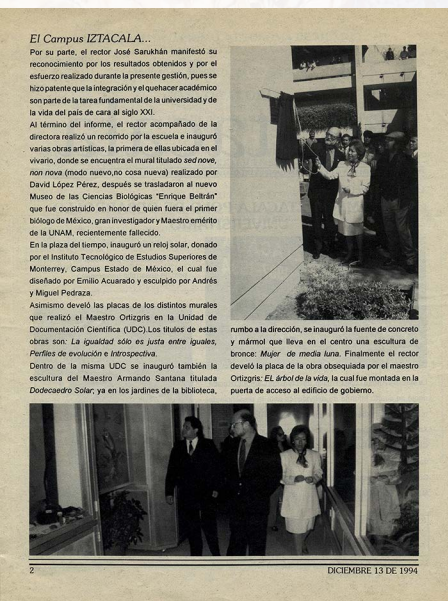 El Campus IZTACALA...
Por su parte, el rector José Sarukhán manifestó su
reconocimiento por los resultados obtenidos y por el
esfuerzo realizado durante la presente gestión, pues se
hizo patente que la integración y el quehacer académico
son parte de la tarea fundamental de la universidad y de
la vida del país de cara al siglo XXI.
Al término del informe, el rector acompañado de la
directora realizó un recorrido por la escuela e inauguró
varias obras artísticas, la primera de ellas ubicada en el
vivario, donde se encuentra el mural titulado sed nove,
non nova (modo nuevo,no cosa nueva) realizado por
David López Pérez, después se trasladaron al nuevo
Museo de las Ciencias Biológicas "Enrique Beltrán"
que fue construido en honor de quien fuera el primer
biólogo de México, gran investigador y Maestro emérito
de la UNAM, recientemente fallecido.
En la plaza del tiempo, inauguró un reloj solar, donado
por el Instituto Tecnológico de Estudios Superiores de
Monterrey, Campus Estado de México, el cual fue
diseñado por Emilio Acuarado y esculpido por Andrés
y Miguel Pedraza.
Asimismo develó las placas de los distintos murales
que realizó el Maestro Ortizgris en la Unidad de
Documentación Científica (UDC).Los titulos de estas
obras son: La igualdad sólo es justa entre iguales,
Perfiles de evolución e Introspectiva.
Dentro de la misma UDC se inauguró también la
escultura del Maestro Armando Santana titulada
Dodecaedro Solar; ya en los jardines de la biblioteca,
rumbo a la dirección, se inauguró la fuente de concreto
y mármol que lleva en el centro una escultura de
bronce: Mujer de media luna. Finalmente el rector
develó la placa de la obra obsequiada por el maestro
Ortizgris: EL árbol de la vida, la cual fue montada en la
puerta de acceso al edificio de gobierno.
2
DICIEMBRE 13 DE 1994